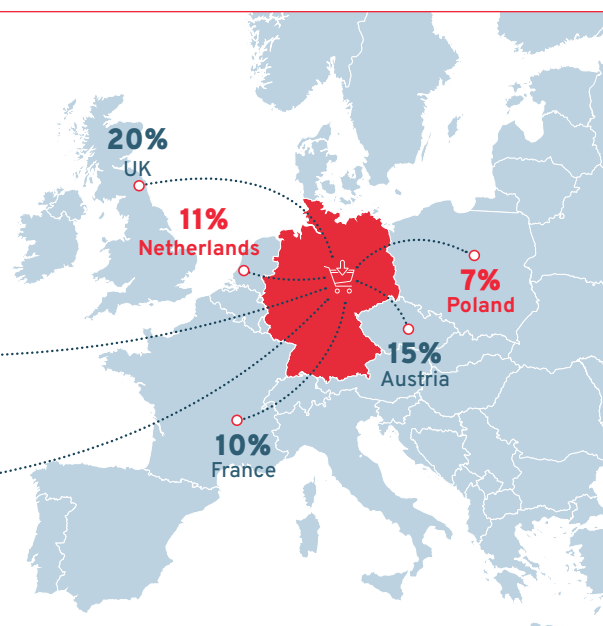 20%
UK
11%
Netherlands
7%
Poland
15%
Austria
10%
France